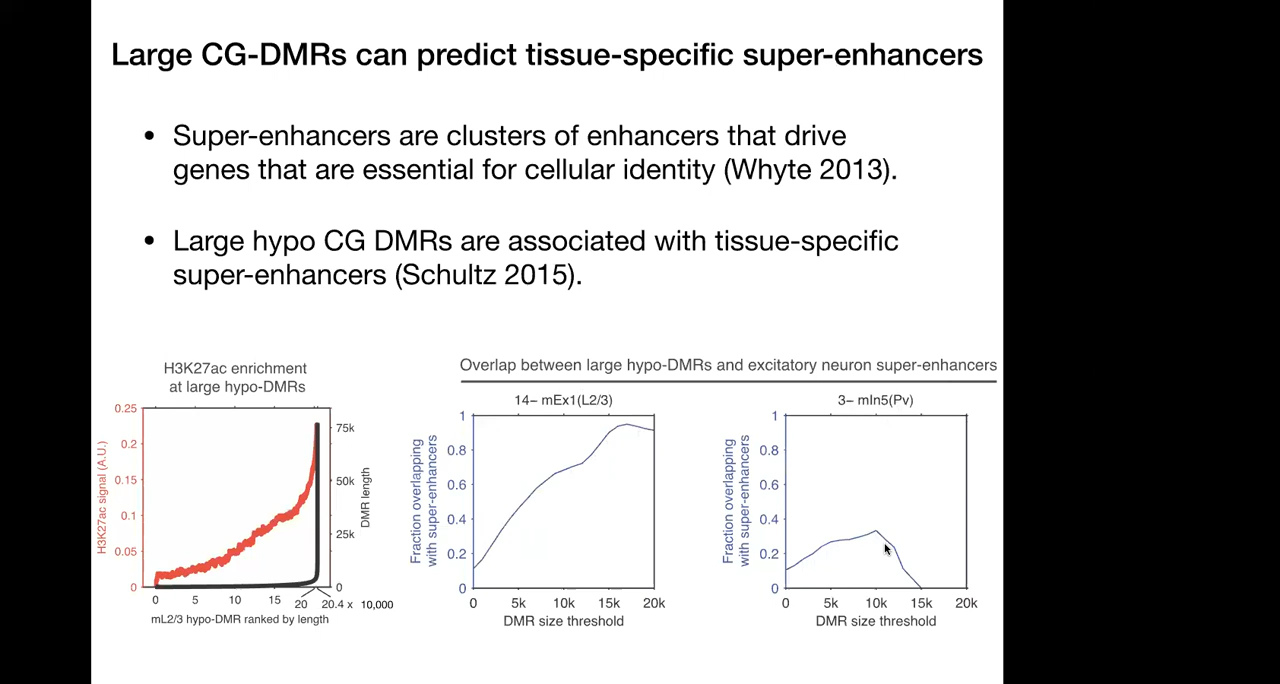 Large CG-DMRs can predict tissue-specific super-enhancers
• Super-enhancers are clusters of enhancers that drive
genes that are essential for cellular identity (Whyte 2013).
• Large hypo CG DMRs are associated with tissue-specific
super-enhancers (Schultz 2015).
H3K27ac enrichment
at large hypo-DMRs
0.25
0.2
0.15
0.1
0.05
0
H3K27ac signal (A.U.)
75k
50k
25k
0
DMR length
0 5 10 15 20 20.4 x 10,000
mL2/3 hypo-DMR ranked by length
Overlap between large hypo-DMRs and excitatory neuron super-enhancers
14– mEx1(L2/3)
Fraction overlapping
with super-enhancers
1
0.8
0.6
0.4
0.2
0
0 5k 10k 15k 20k
DMR size threshold
3– mIn5(Pv)
Fraction overlapping
with super-enhancers
1
0.8
0.6
0.4
0.2
0
0 5k 10k 15k 20k
DMR size threshold